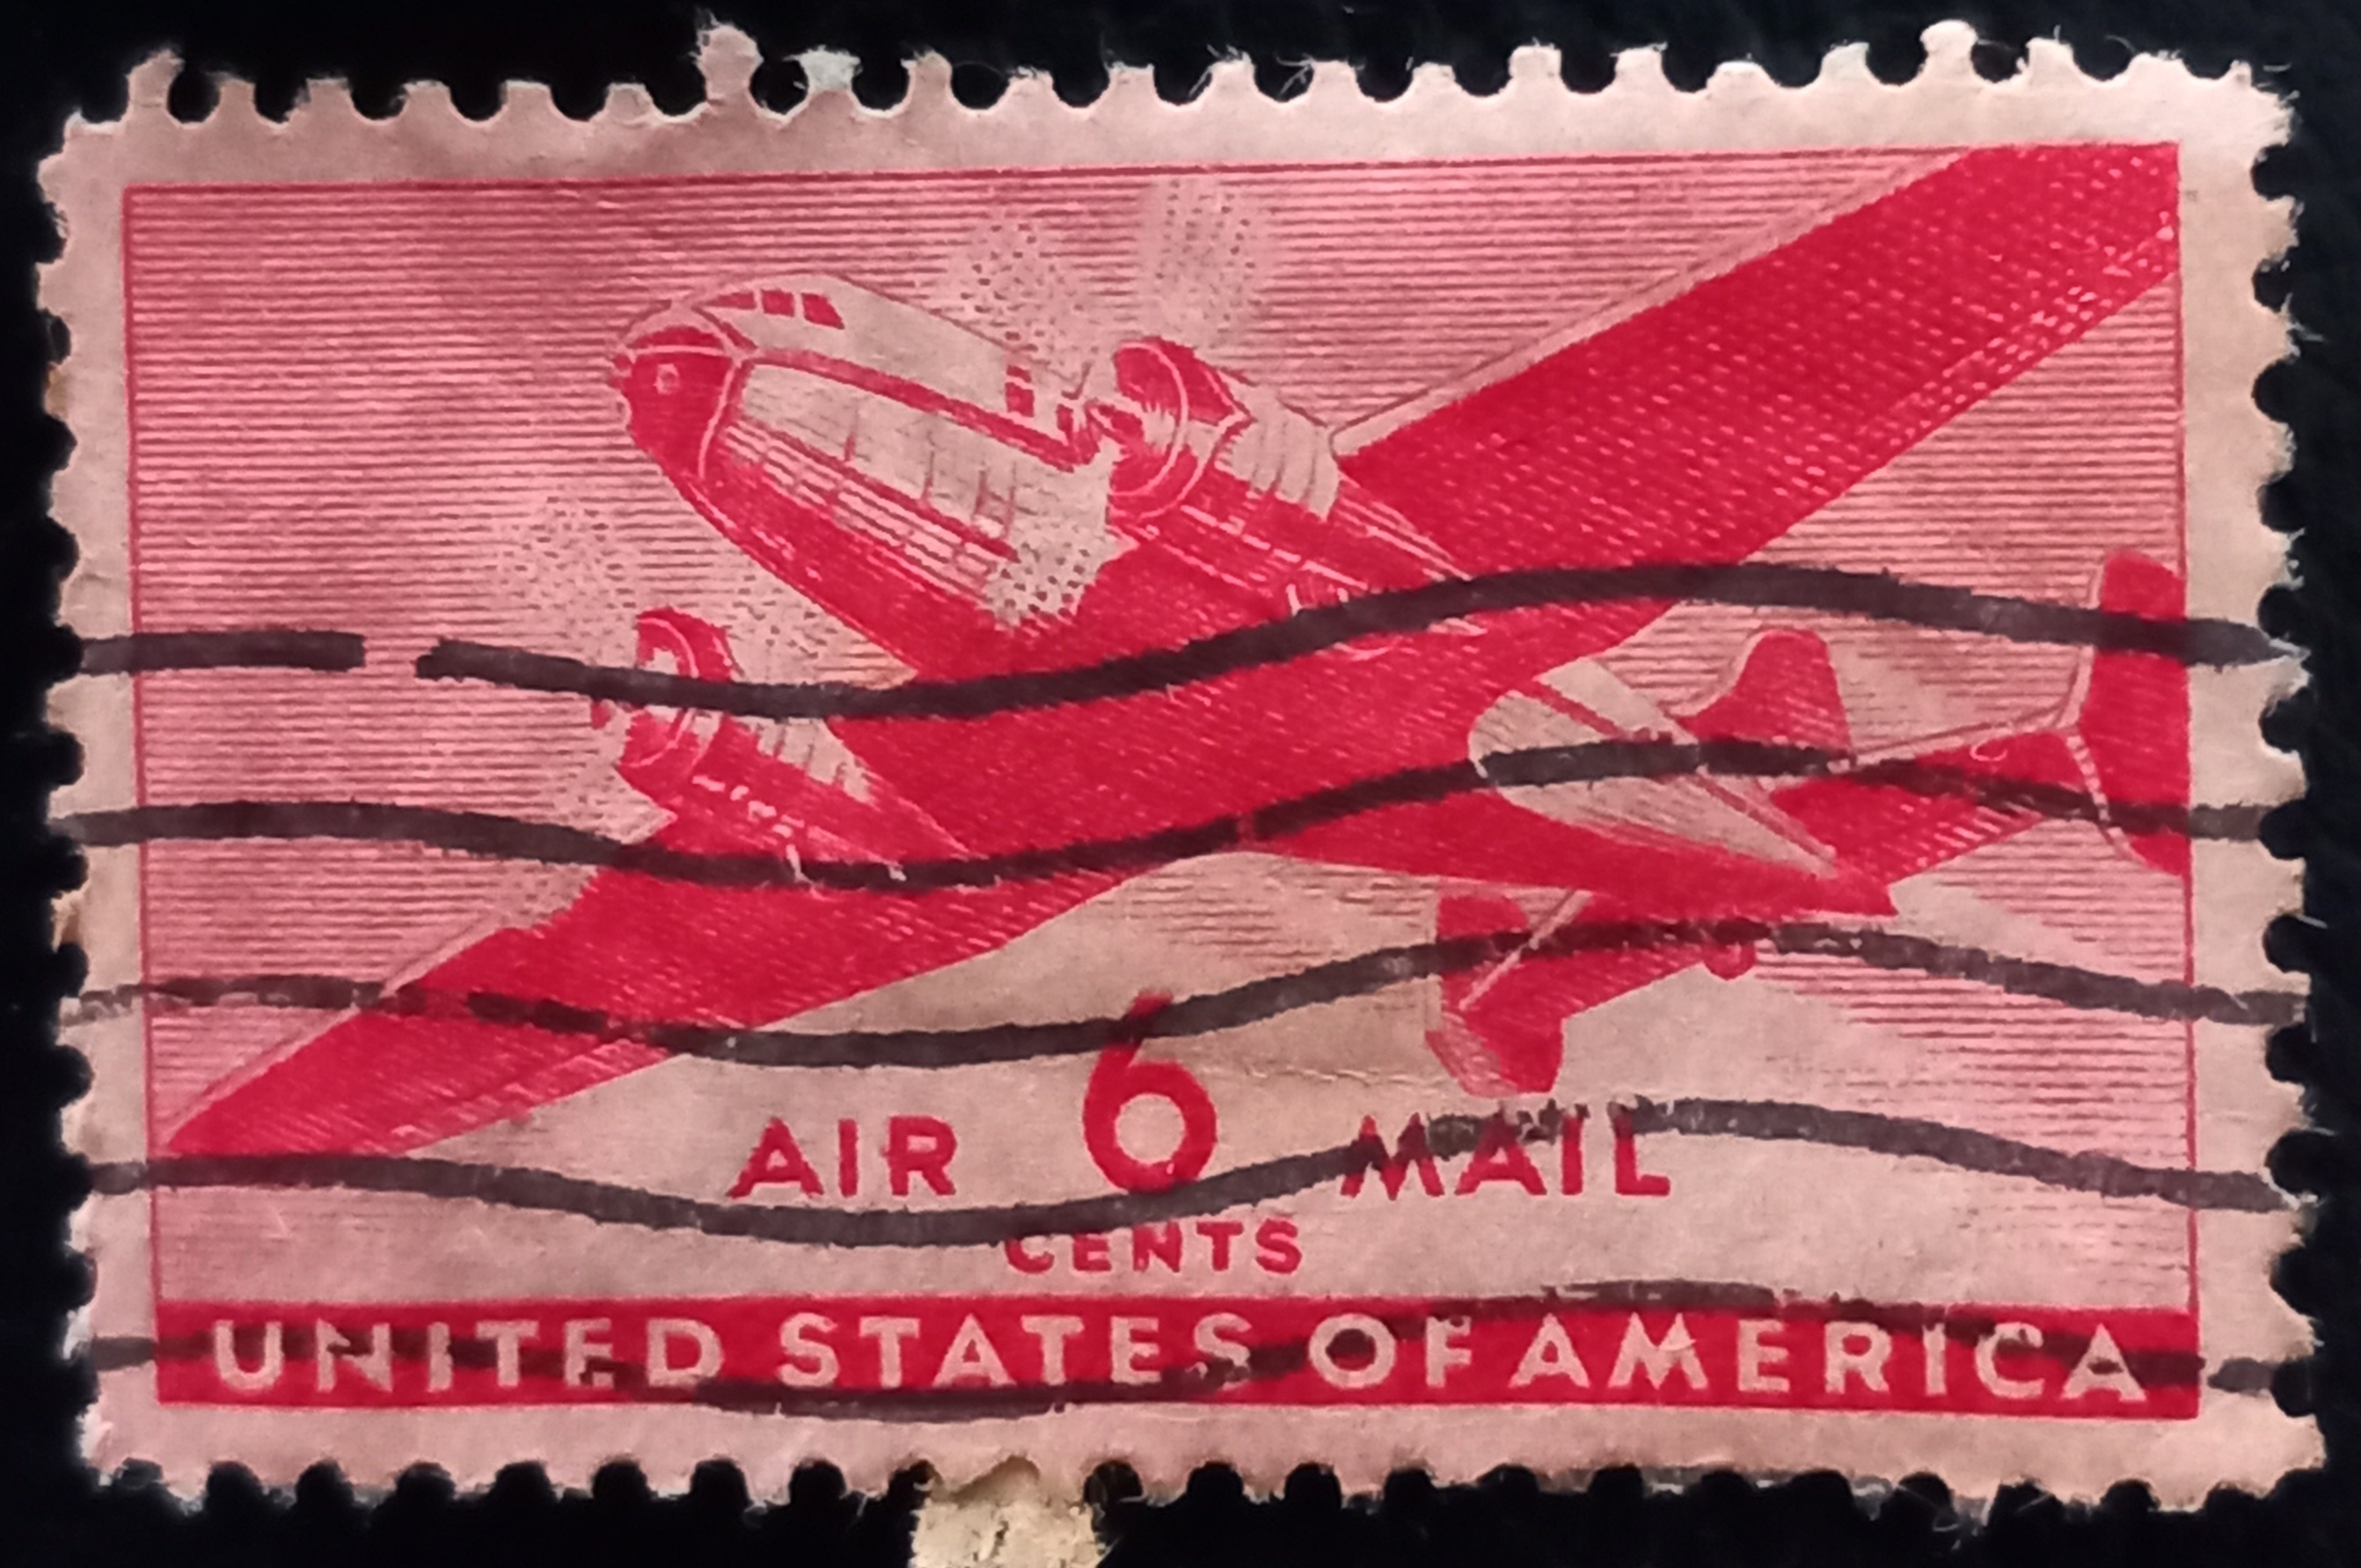 6
AIR MAIL
CENTS
UNITED STATES OF AMERICA